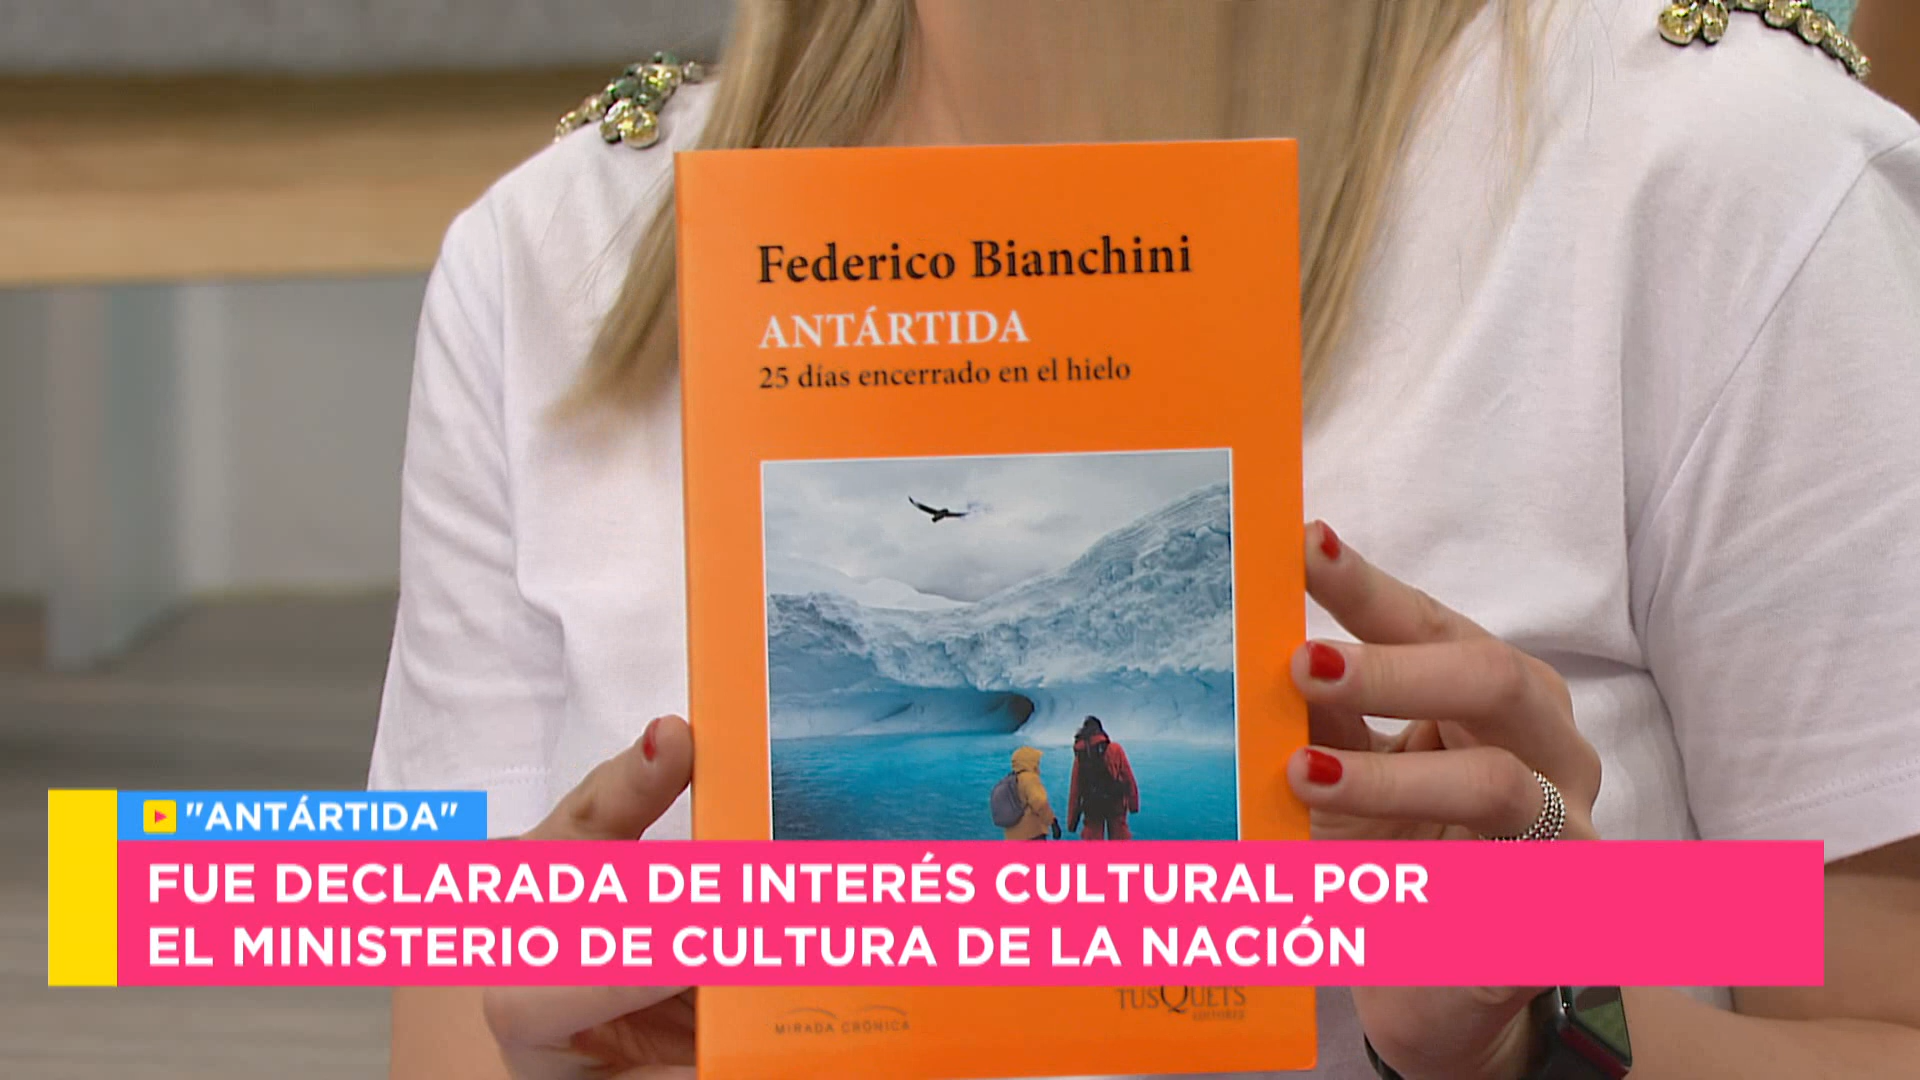 Federico Bianchini
ANTÁRTIDA
25 días encerrado en el hielo
"ANTÁRTIDA"
FUE DECLARADA DE INTERÉS CULTURAL POR
EL MINISTERIO DE CULTURA DE LA NACIÓN
MIRADA CRÓNICA
TUSQUETS
EDITORES